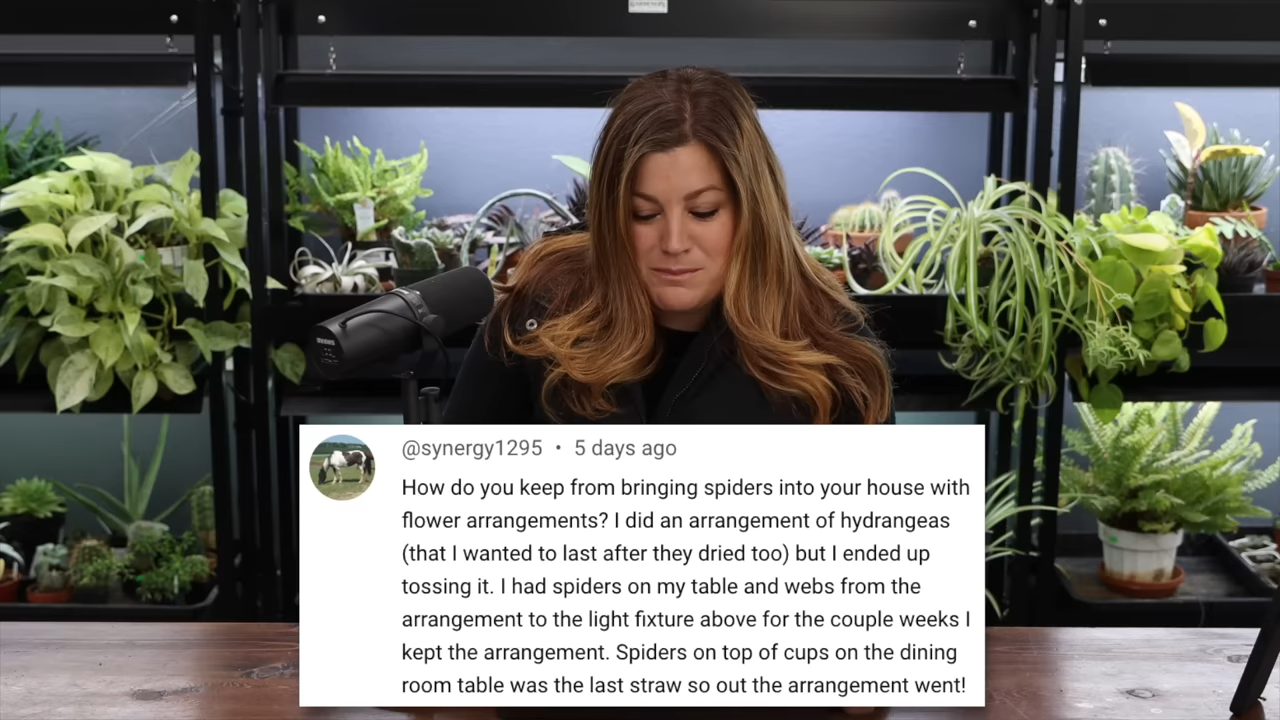 @synergy1295 • 5 days ago
How do you keep from bringing spiders into your house with
flower arrangements? I did an arrangement of hydrangeas
(that I wanted to last after they dried too) but I ended up
tossing it. I had spiders on my table and webs from the
arrangement to the light fixture above for the couple weeks I
kept the arrangement. Spiders on top of cups on the dining
room table was the last straw so out the arrangement went!